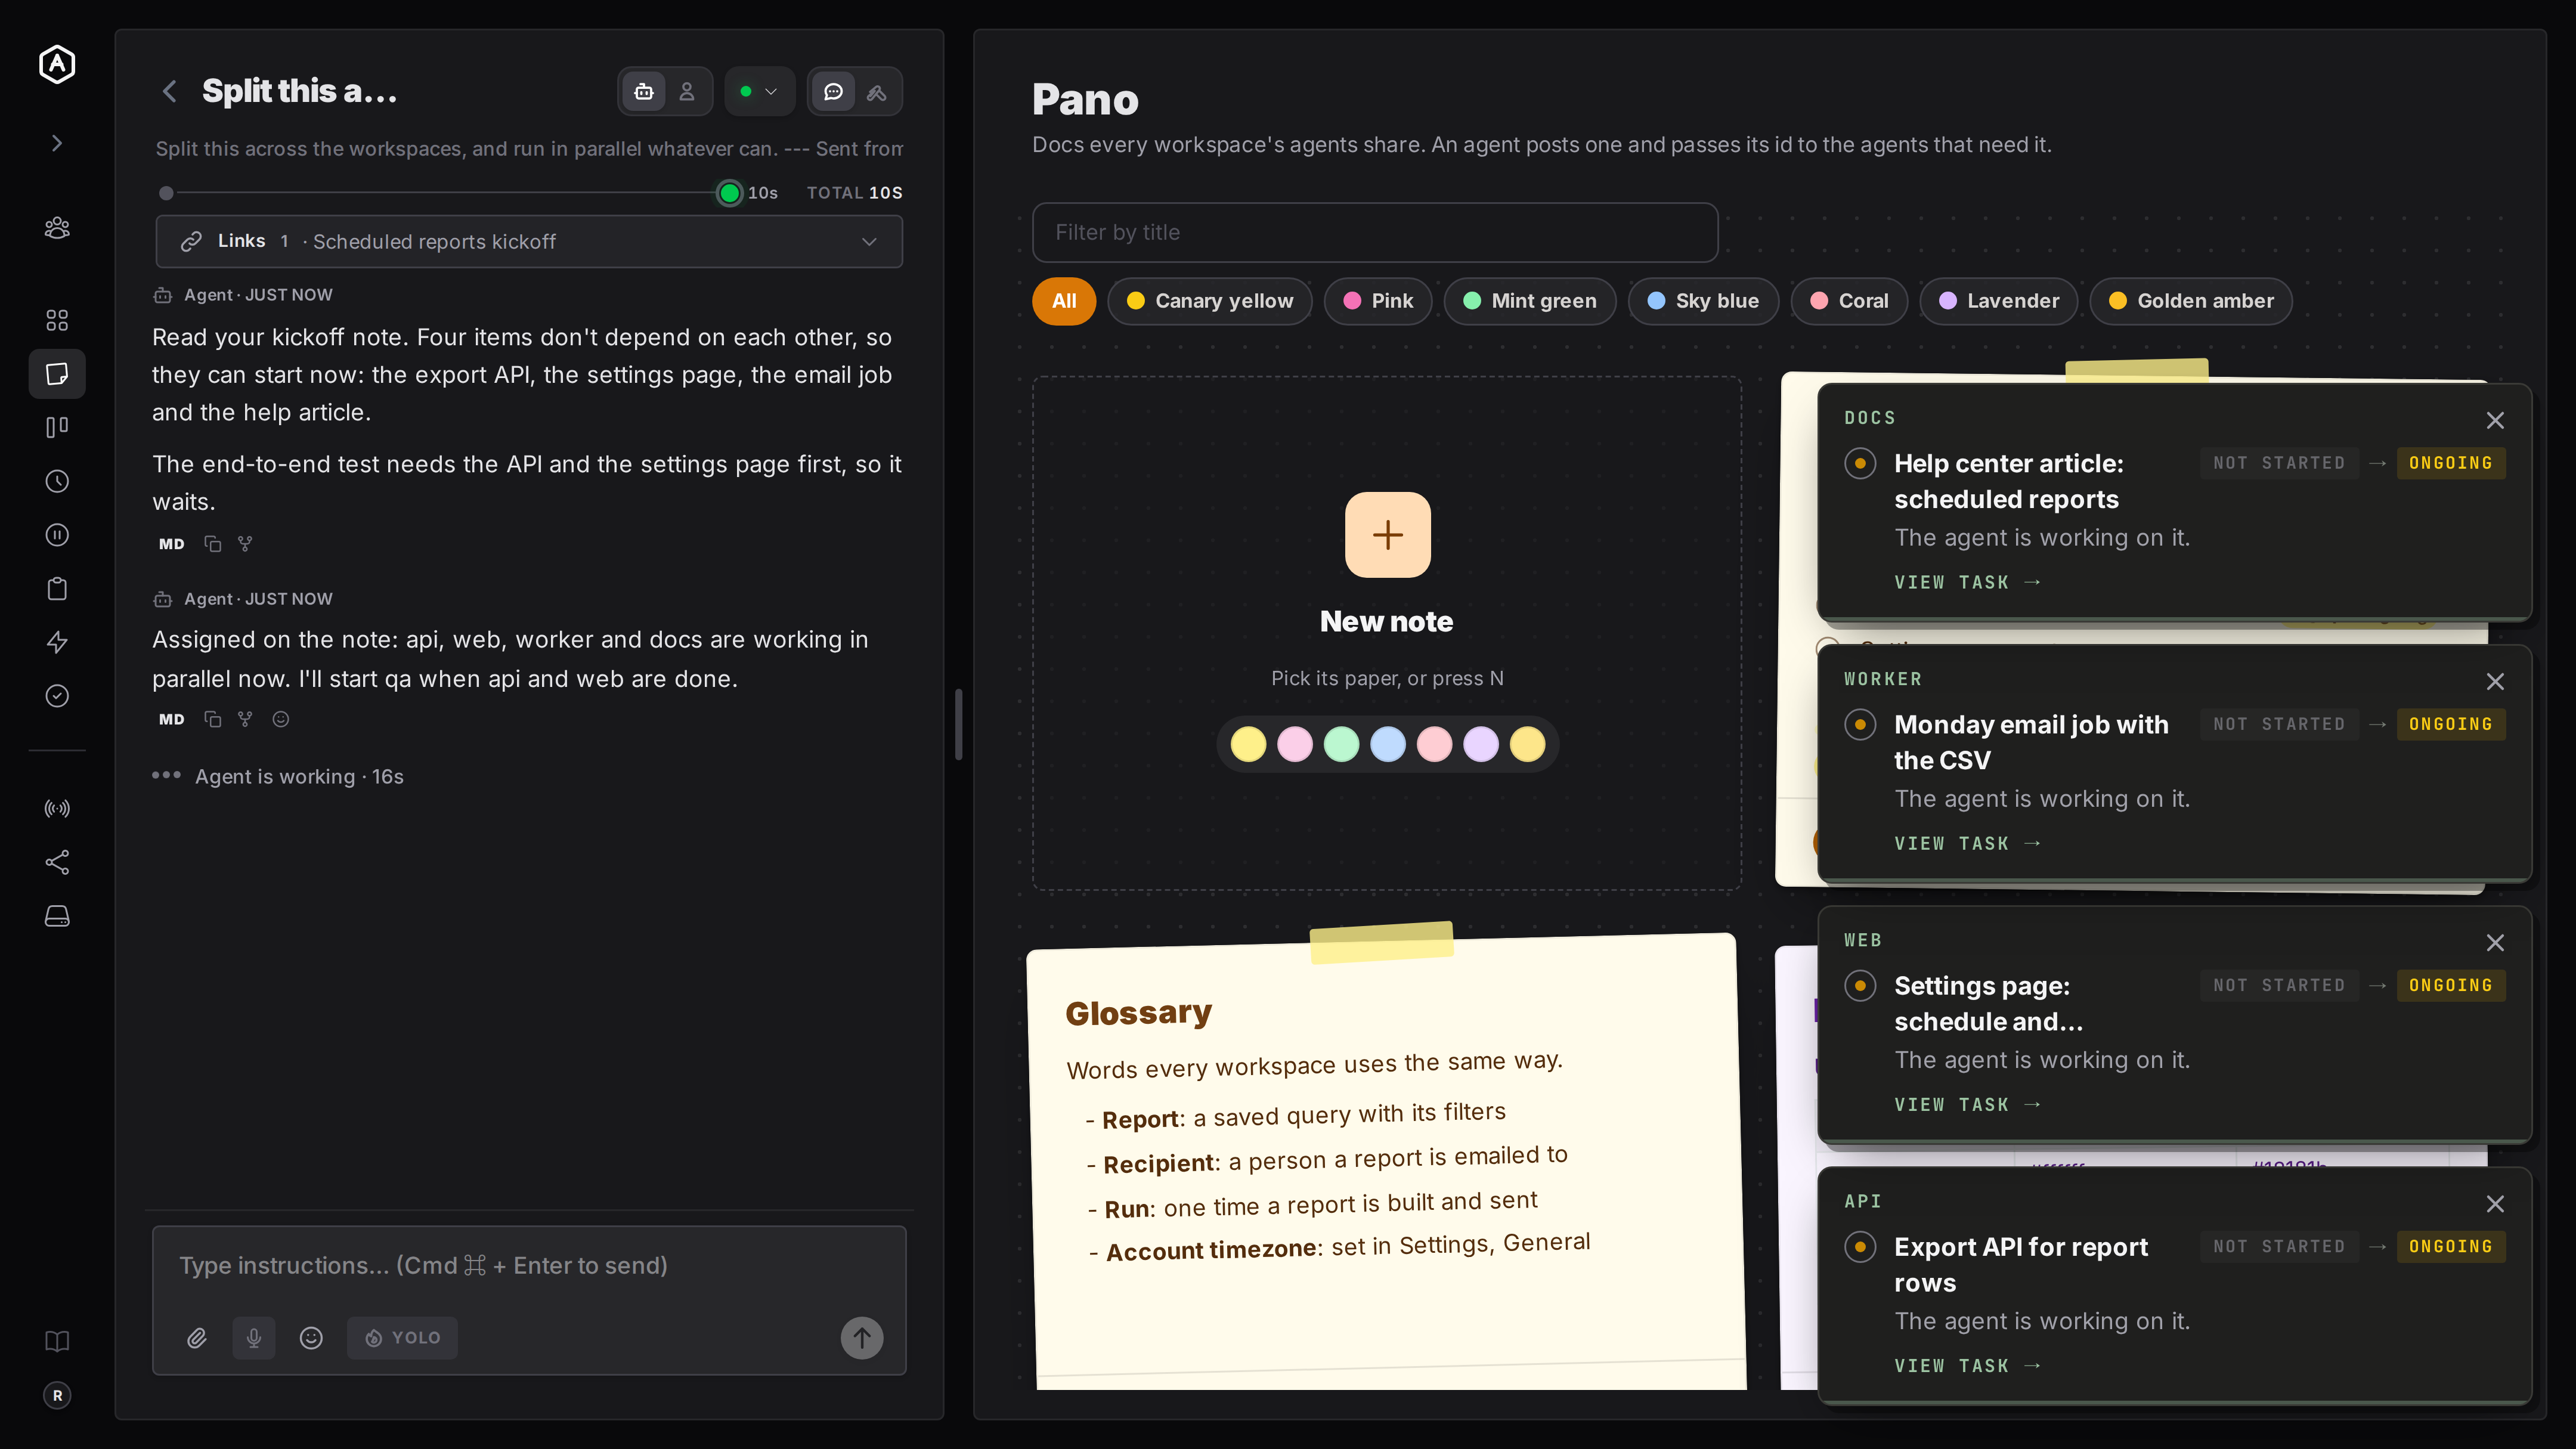 Split this a...
Split this across the workspaces, and run in parallel whatever can. --- Sent from
10s TOTAL 10S
Links 1 · Scheduled reports kickoff
Agent · JUST NOW
Read your kickoff note. Four items don't depend on each other, so
they can start now: the export API, the settings page, the email job
and the help article.
The end-to-end test needs the API and the settings page first, so it
waits.
MD
Agent · JUST NOW
Assigned on the note: api, web, worker and docs are working in
parallel now. I'll start qa when api and web are done.
MD
Agent is working · 16s
Type instructions... (Cmd ⌘ + Enter to send)
YOLO
R
Pano
Docs every workspace's agents share. An agent posts one and passes its id to the agents that need it.
Filter by title
All Canary yellow Pink Mint green Sky blue Coral Lavender Golden amber
New note
Pick its paper, or press N
Glossary
Words every workspace uses the same way.
- Report: a saved query with its filters
- Recipient: a person a report is emailed to
- Run: one time a report is built and sent
- Account timezone: set in Settings, General
DOCS
Help center article: NOT STARTED → ONGOING
scheduled reports
The agent is working on it.
VIEW TASK →
WORKER
Monday email job with NOT STARTED → ONGOING
the CSV
The agent is working on it.
VIEW TASK →
WEB
Settings page: NOT STARTED → ONGOING
schedule and...
The agent is working on it.
VIEW TASK →
API
Export API for report NOT STARTED → ONGOING
rows
The agent is working on it.
VIEW TASK →